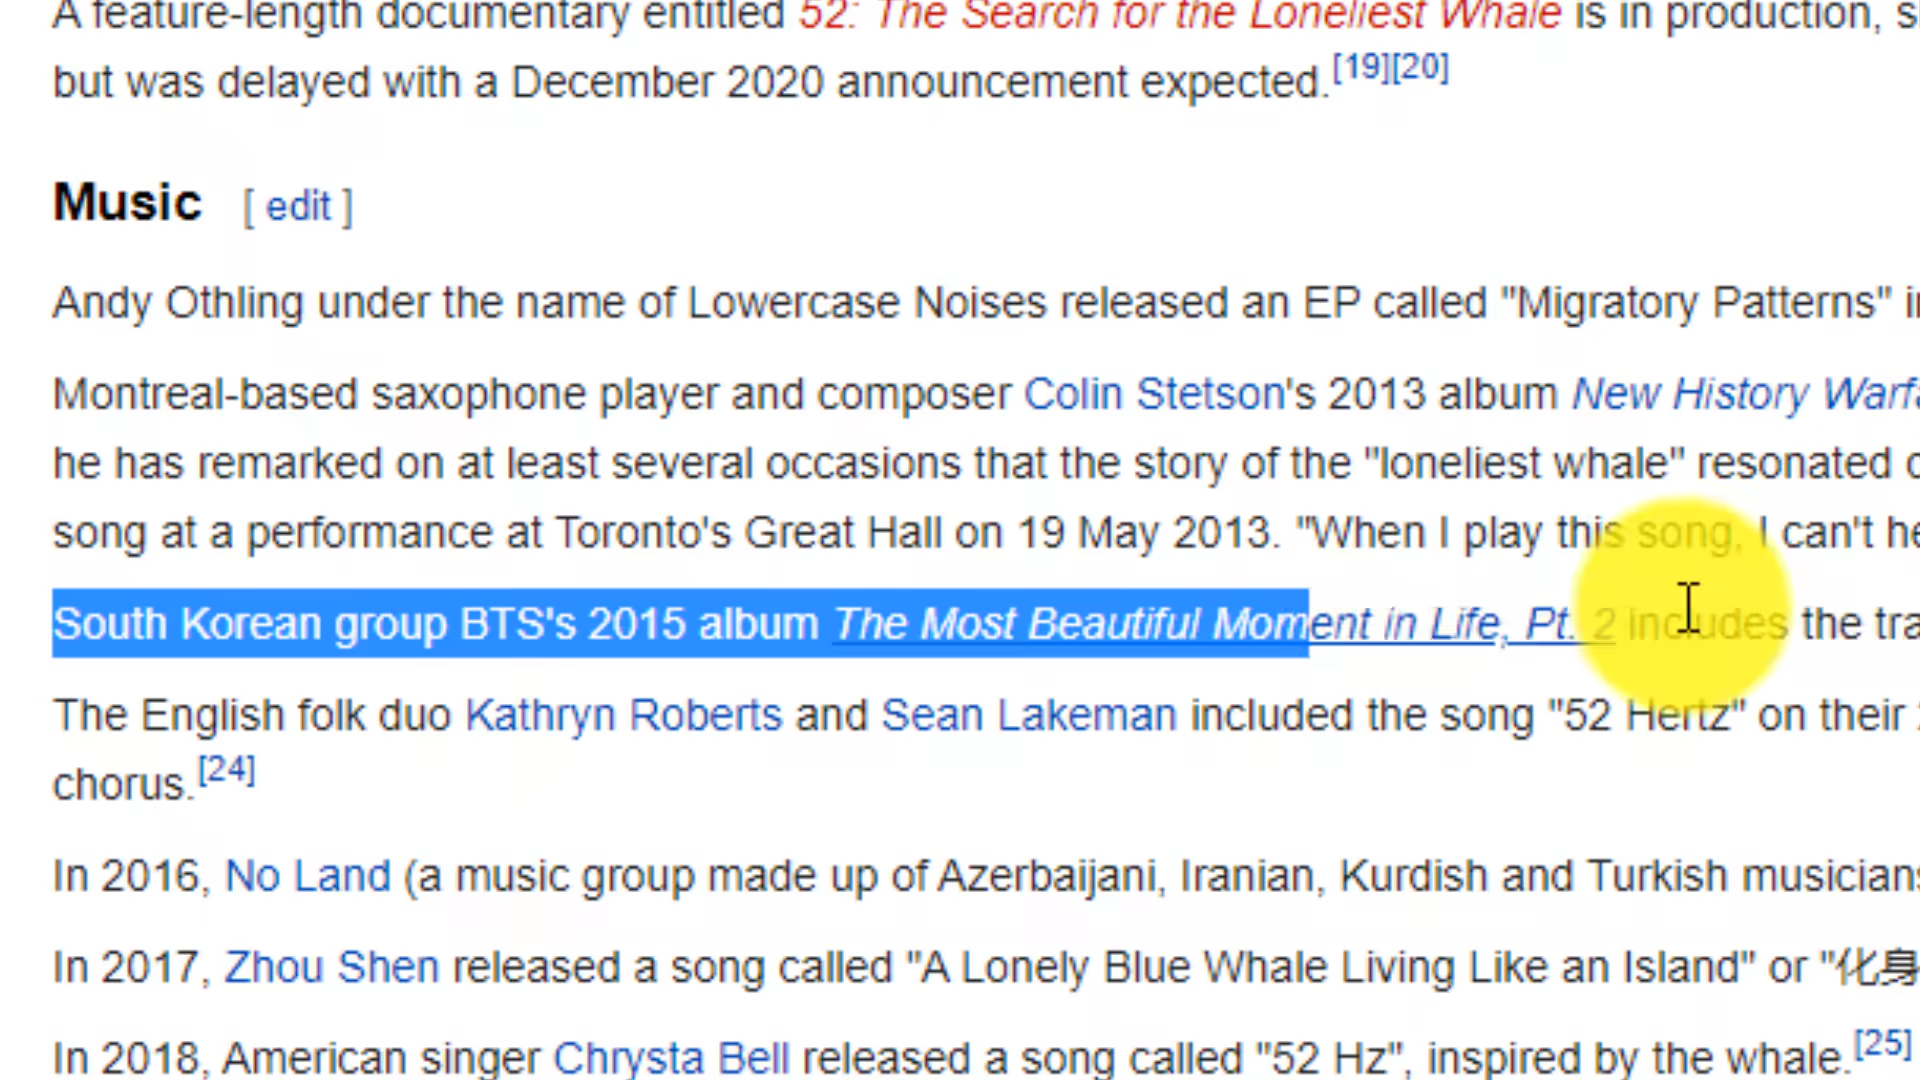 A feature-length documentary entitled 52: The Search for the Loneliest Whale is in production, s
but was delayed with a December 2020 announcement expected.[19][20]
Music [ edit ]
Andy Othling under the name of Lowercase Noises released an EP called "Migratory Patterns" i
Montreal-based saxophone player and composer Colin Stetson's 2013 album New History Warfa
he has remarked on at least several occasions that the story of the "loneliest whale" resonated
song at a performance at Toronto's Great Hall on 19 May 2013. "When I play this song, I can't he
South Korean group BTS's 2015 album The Most Beautiful Moment in Life, Pt. 2 includes the tra
The English folk duo Kathryn Roberts and Sean Lakeman included the song "52 Hertz" on their
chorus.[24]
In 2016, No Land (a music group made up of Azerbaijani, Iranian, Kurdish and Turkish musicians
In 2017, Zhou Shen released a song called "A Lonely Blue Whale Living Like an Island" or "化身
In 2018, American singer Chrysta Bell released a song called "52 Hz", inspired by the whale.[25]